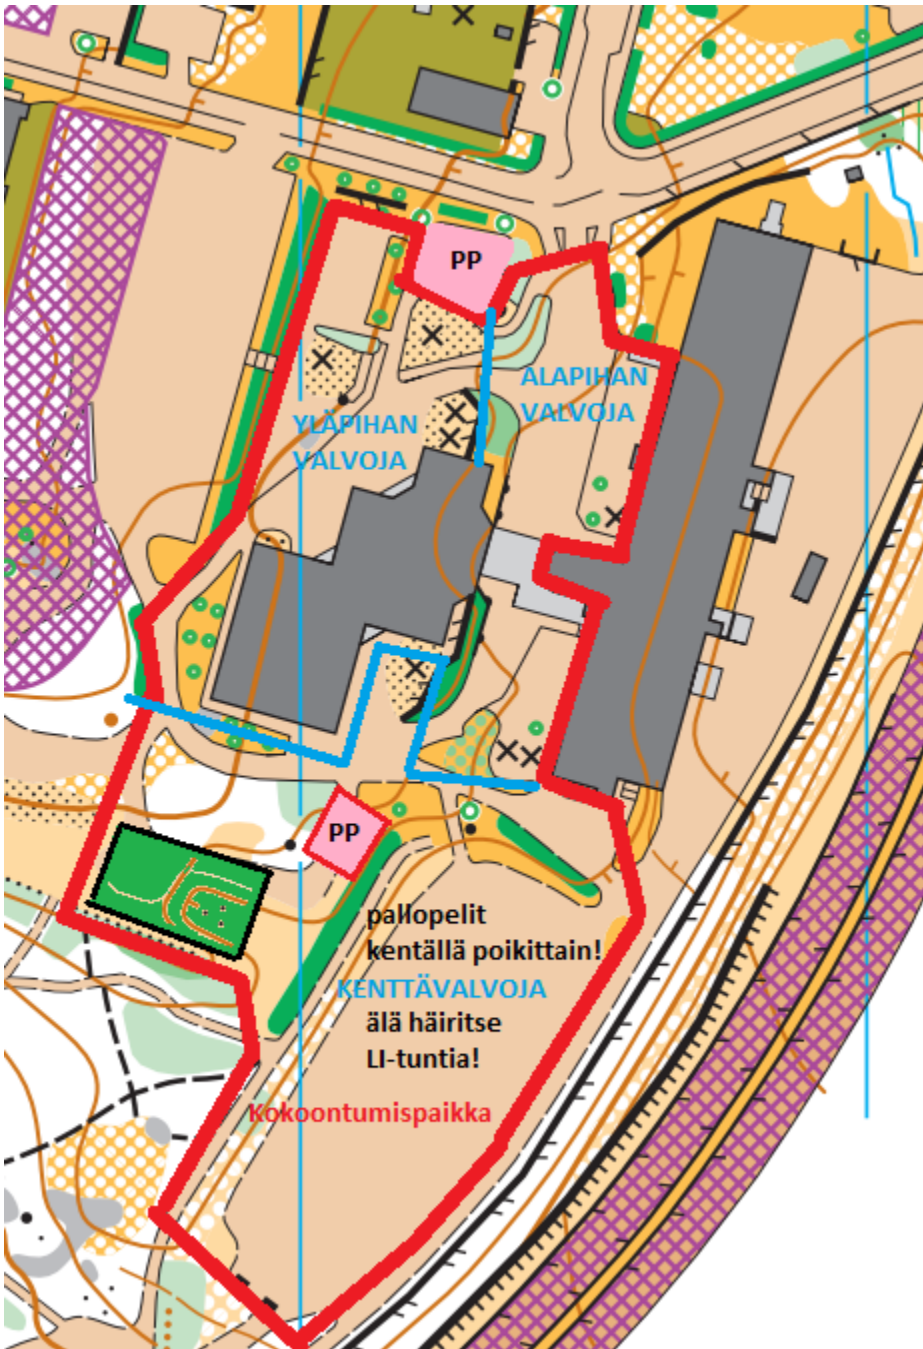 PP
ALAPIHAN
VALVOJA
YLÄPIHAN
VALVOJA
PP
pallopelit
kentällä poikittain!
KENTTÄVALVOJA
älä häiritse
LI-tuntia!
Kokoontumispaikka